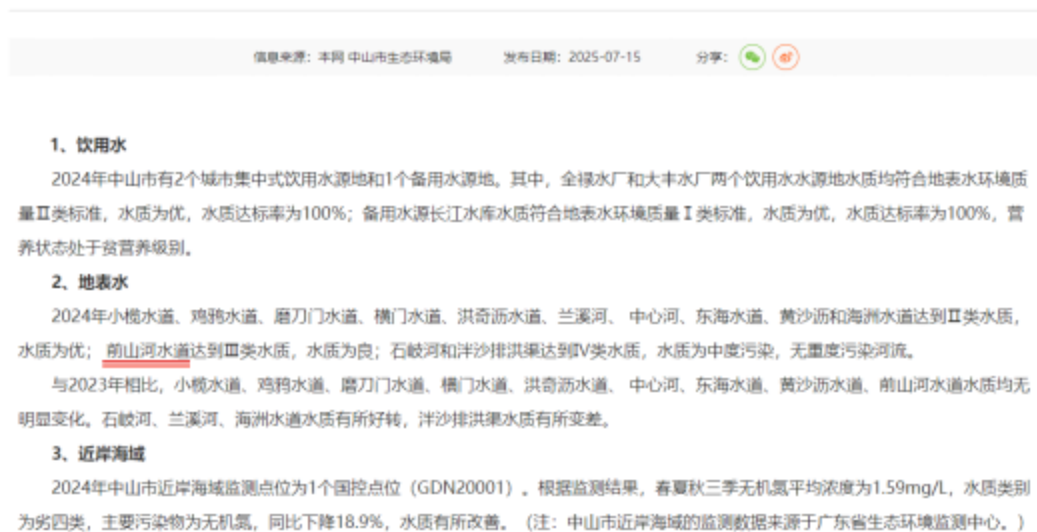 信息来源：本网 中山市生态环境局 发布日期：2025-07-15 分享：
1、饮用水
2024年中山市有2个城市集中式饮用水源地和1个备用水源地。其中，全禄水厂和大丰水厂两个饮用水水源地水质均符合地表水环境质
量Ⅱ类标准，水质为优，水质达标率为100%；备用水源长江水库水质符合地表水环境质量Ⅰ类标准，水质为优，水质达标率为100%，营
养状态处于贫营养级别。
2、地表水
2024年小榄水道、鸡鸦水道、磨刀门水道、横门水道、洪奇沥水道、兰溪河、 中心河、东海水道、黄沙沥和海洲水道达到Ⅱ类水质，
水质为优； 前山河水道达到Ⅲ类水质，水质为良；石岐河和泮沙排洪渠达到Ⅳ类水质，水质为中度污染，无重度污染河流。
与2023年相比，小榄水道、鸡鸦水道、磨刀门水道、横门水道、洪奇沥水道、 中心河、东海水道、黄沙沥水道、前山河水道水质均无
明显变化。石岐河、兰溪河、海洲水道水质有所好转，泮沙排洪渠水质有所变差。
3、近岸海域
2024年中山市近岸海域监测点位为1个国控点位（GDN20001）。根据监测结果，春夏秋三季无机氮平均浓度为1.59mg/L，水质类别
为劣四类，主要污染物为无机氮，同比下降18.9%，水质有所改善。（注：中山市近岸海域的监测数据来源于广东省生态环境监测中心。）